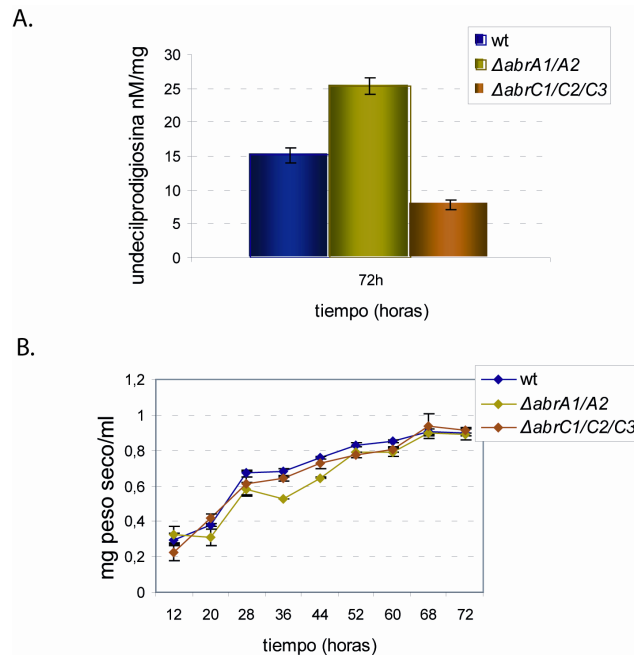 A.
wt
ΔabrA1/A2
ΔabrC1/C2/C3
undecilprodigiosina nM/mg
30
25
20
15
10
5
0
72h
tiempo (horas)
B.
wt
ΔabrA1/A2
ΔabrC1/C2/C3
mg peso seco/ml
1,2
1
0,8
0,6
0,4
0,2
0
12 20 28 36 44 52 60 68 72
tiempo (horas)